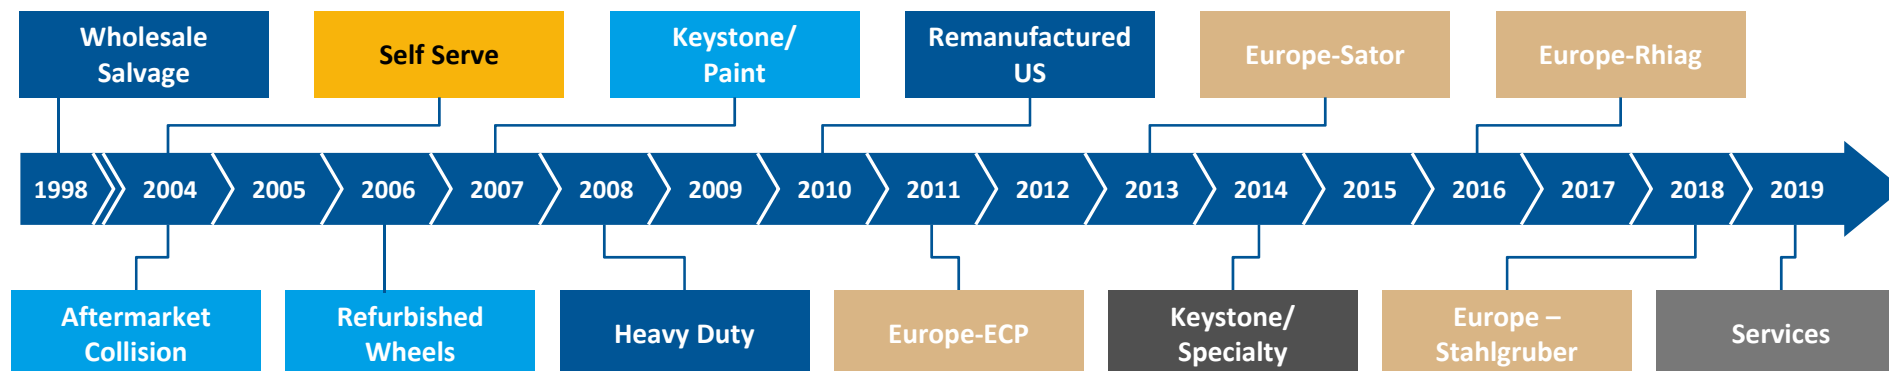 Wholesale
Salvage
Self Serve
Keystone/
Paint
Remanufactured
US
Europe-Sator
Europe-Rhiag
1998 2004 2005 2006 2007 2008 2009 2010 2011 2012 2013 2014 2015 2016 2017 2018 2019
Aftermarket
Collision
Refurbished
Wheels
Heavy Duty
Europe-ECP
Keystone/
Specialty
Europe –
Stahlgruber
Services